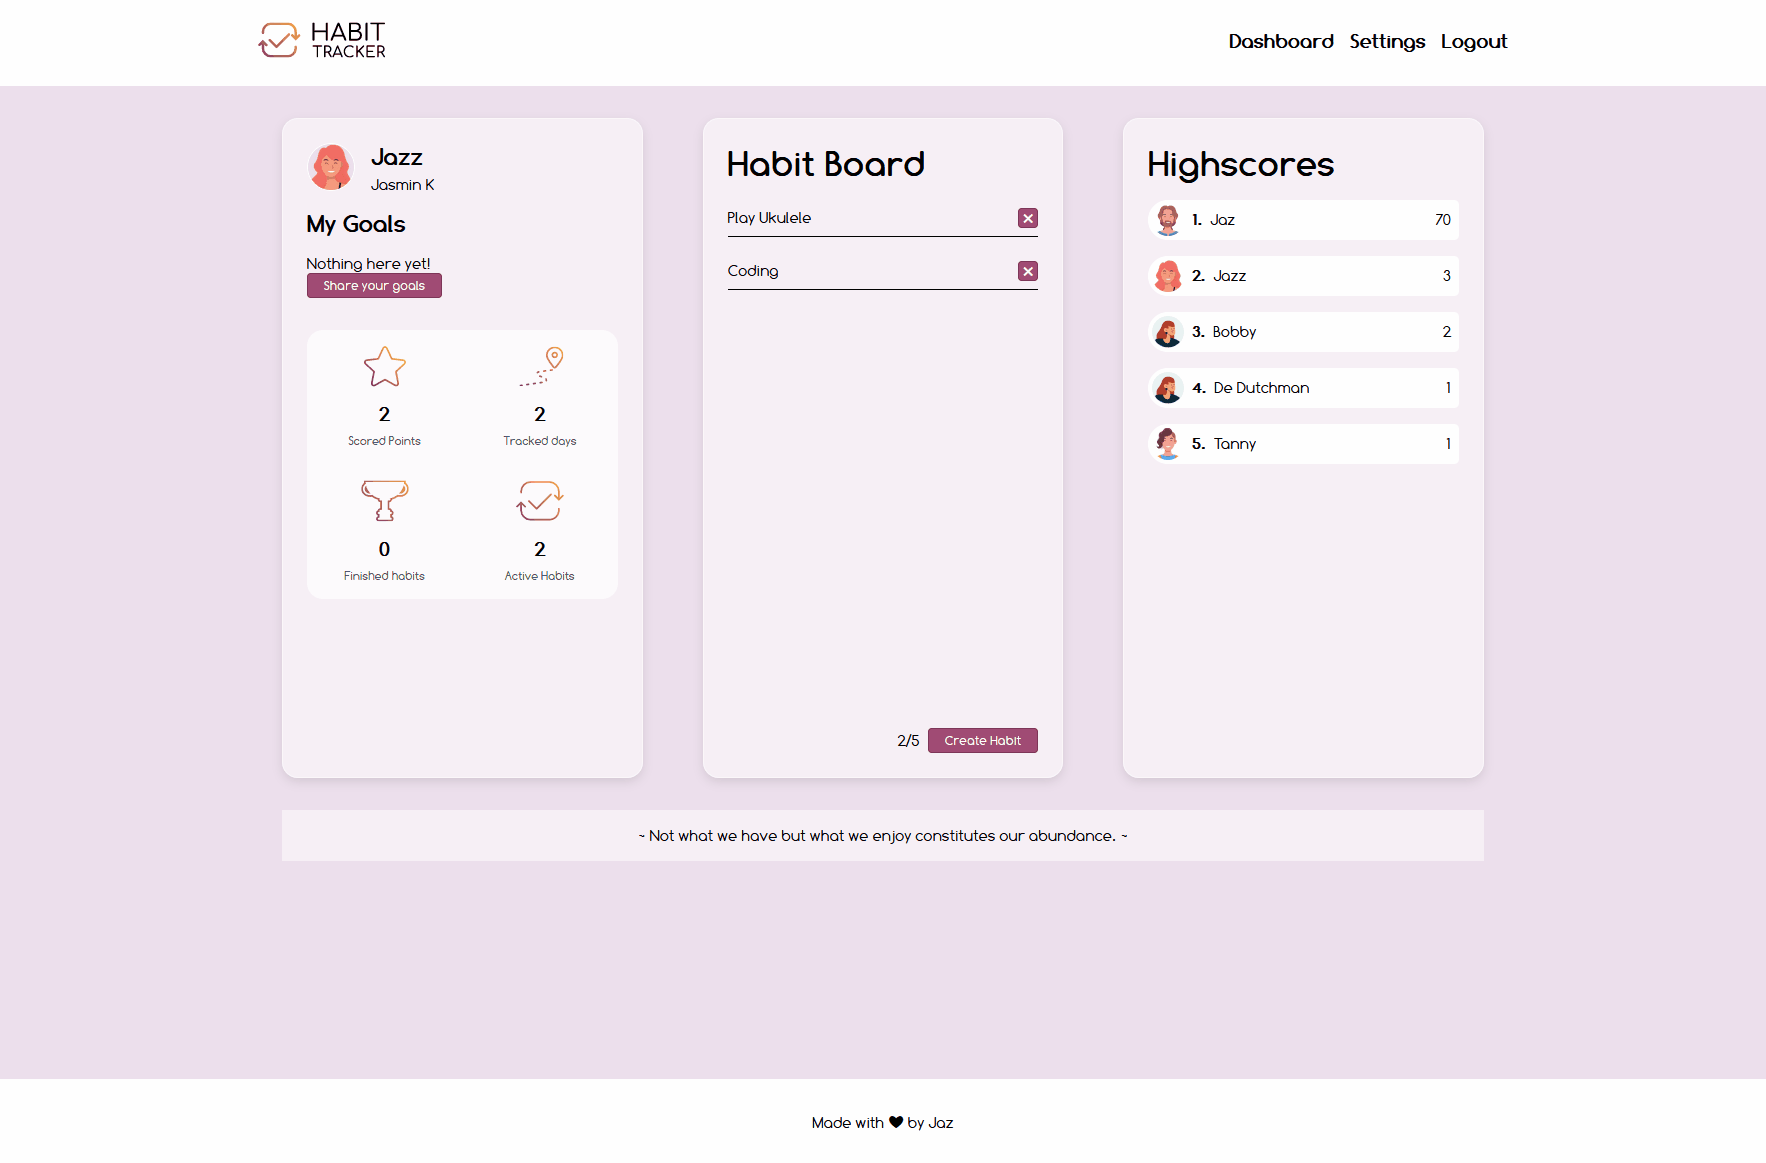 HABIT
TRACKER
Dashboard Settings Logout
Jazz
Jasmin K
My Goals
Nothing here yet!
Share your goals
2
Scored Points
2
Tracked days
0
Finished habits
2
Active Habits
Habit Board
Play Ukulele
Coding
2/5 Create Habit
Highscores
1. Jaz 70
2. Jazz 3
3. Bobby 2
4. De Dutchman 1
5. Tanny 1
~ Not what we have but what we enjoy constitutes our abundance. ~
Made with ♥ by Jaz